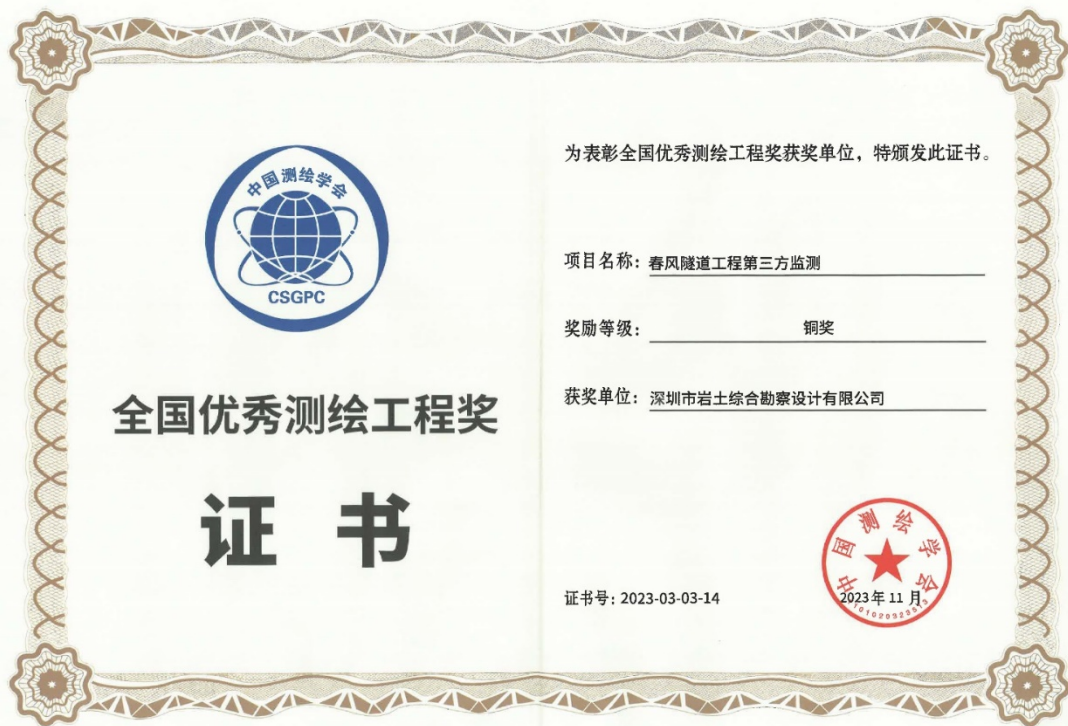 中国测绘学会
CSGPC
全国优秀测绘工程奖
证 书
为表彰全国优秀测绘工程奖获奖单位，特颁发此证书。
项目名称：春风隧道工程第三方监测
奖励等级：铜奖
获奖单位：深圳市岩土综合勘察设计有限公司
证书号：2023-03-03-14
中国测绘学会
2023年11月